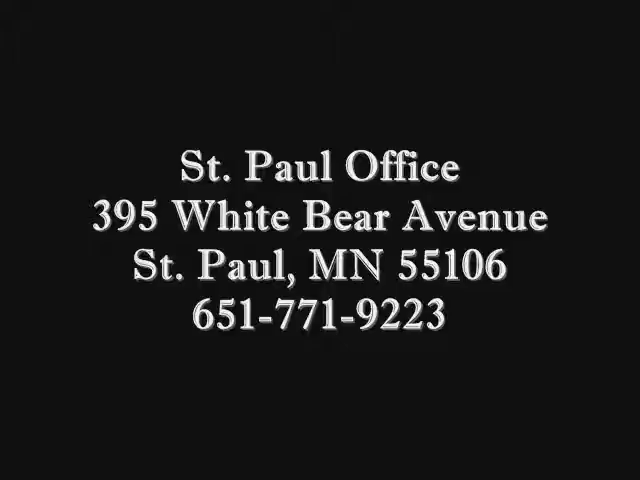 St. Paul Office
395 White Bear Avenue
St. Paul, MN 55106
651-771-9223